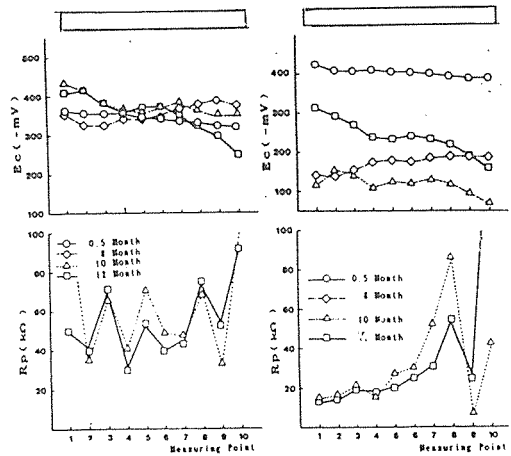 500
400
300
200
100
Ec(-mV)
400
300
200
100
Ec(-mV)
100
80
60
40
20
Rp(kΩ)
0.5 Month
8 Month
10 Month
12 Month
1 2 3 4 5 6 7 8 9 10
Measuring Point
100
80
60
40
20
Rp(kΩ)
0.5 Month
Month
10 Month
Month
1 2 3 4 5 6 7 8 9 10
Measuring Point